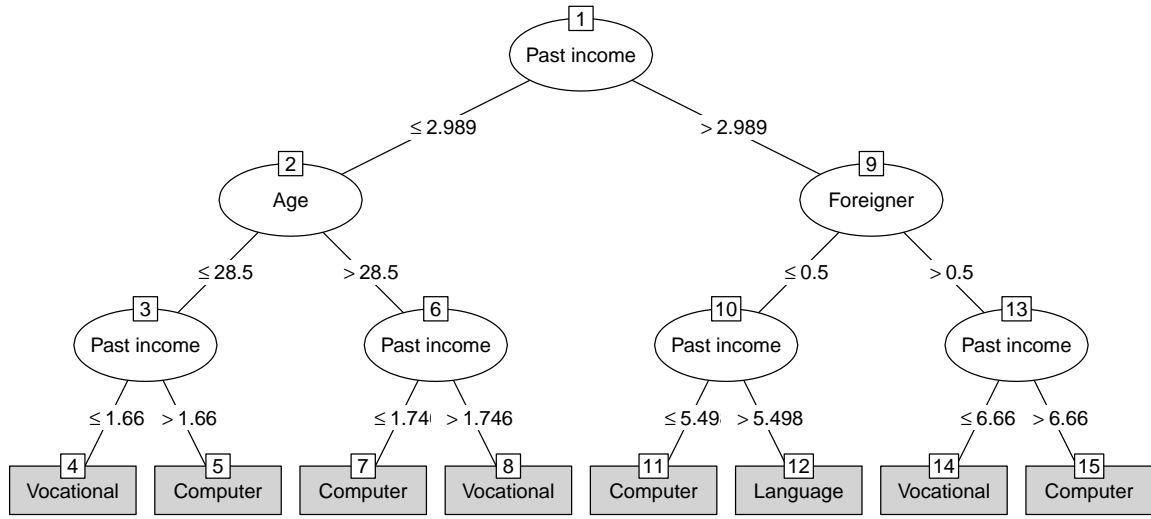 1
Past income
≤ 2.989
> 2.989
2
Age
9
Foreigner
≤ 28.5
> 28.5
≤ 0.5
> 0.5
3
Past income
6
Past income
10
Past income
13
Past income
≤ 1.66
> 1.66
≤ 1.74
> 1.746
≤ 5.49
> 5.498
≤ 6.66
> 6.66
4
Vocational
5
Computer
7
Computer
8
Vocational
11
Computer
12
Language
14
Vocational
15
Computer